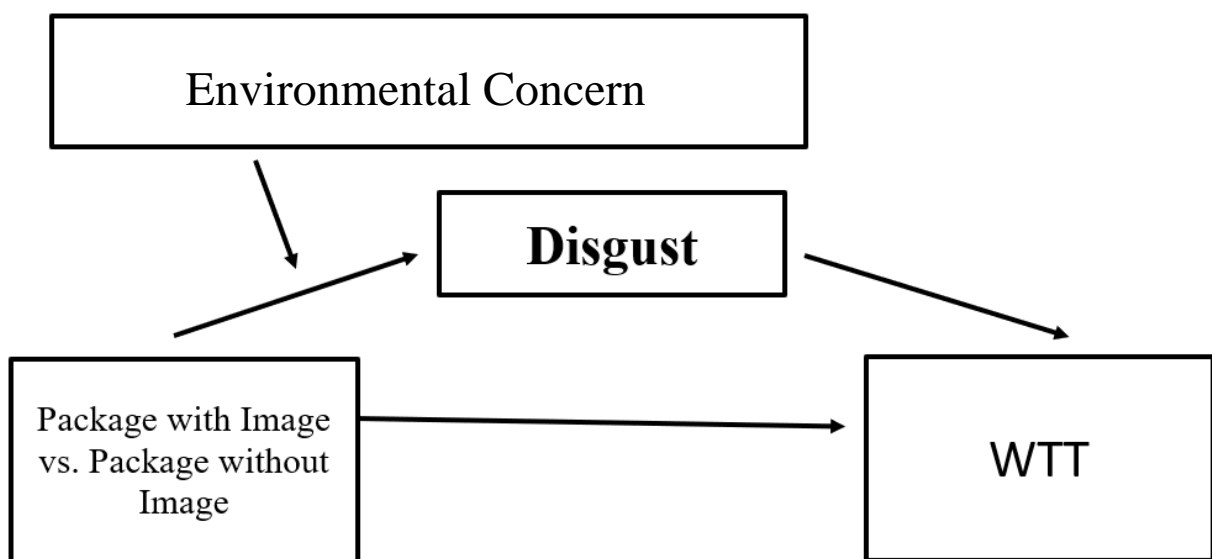 Environmental Concern
Disgust
Package with Image
vs. Package without
Image
WTT